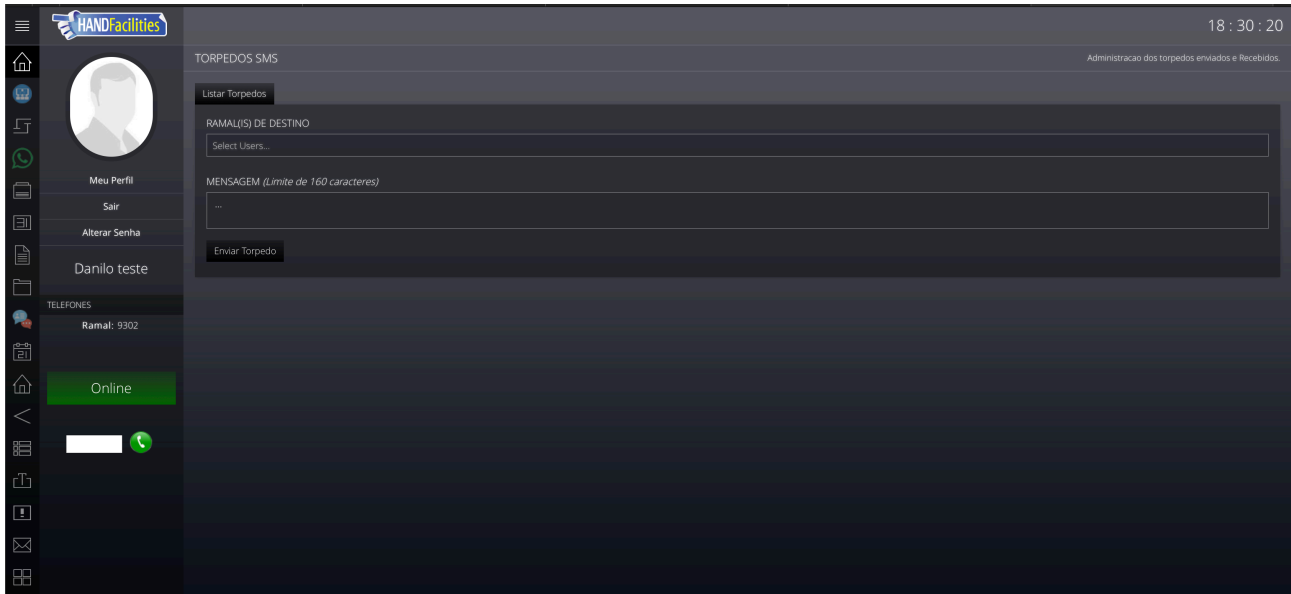 HANDFacilities
18 : 30 : 20
TORPEDOS SMS
Administracao dos torpedos enviados e Recebidos.
Listar Torpedos
RAMAL(IS) DE DESTINO
Select Users...
MENSAGEM (Limite de 160 caracteres)
...
Enviar Torpedo
Meu Perfil
Sair
Alterar Senha
Danilo teste
TELEFONES
Ramal: 9302
Online